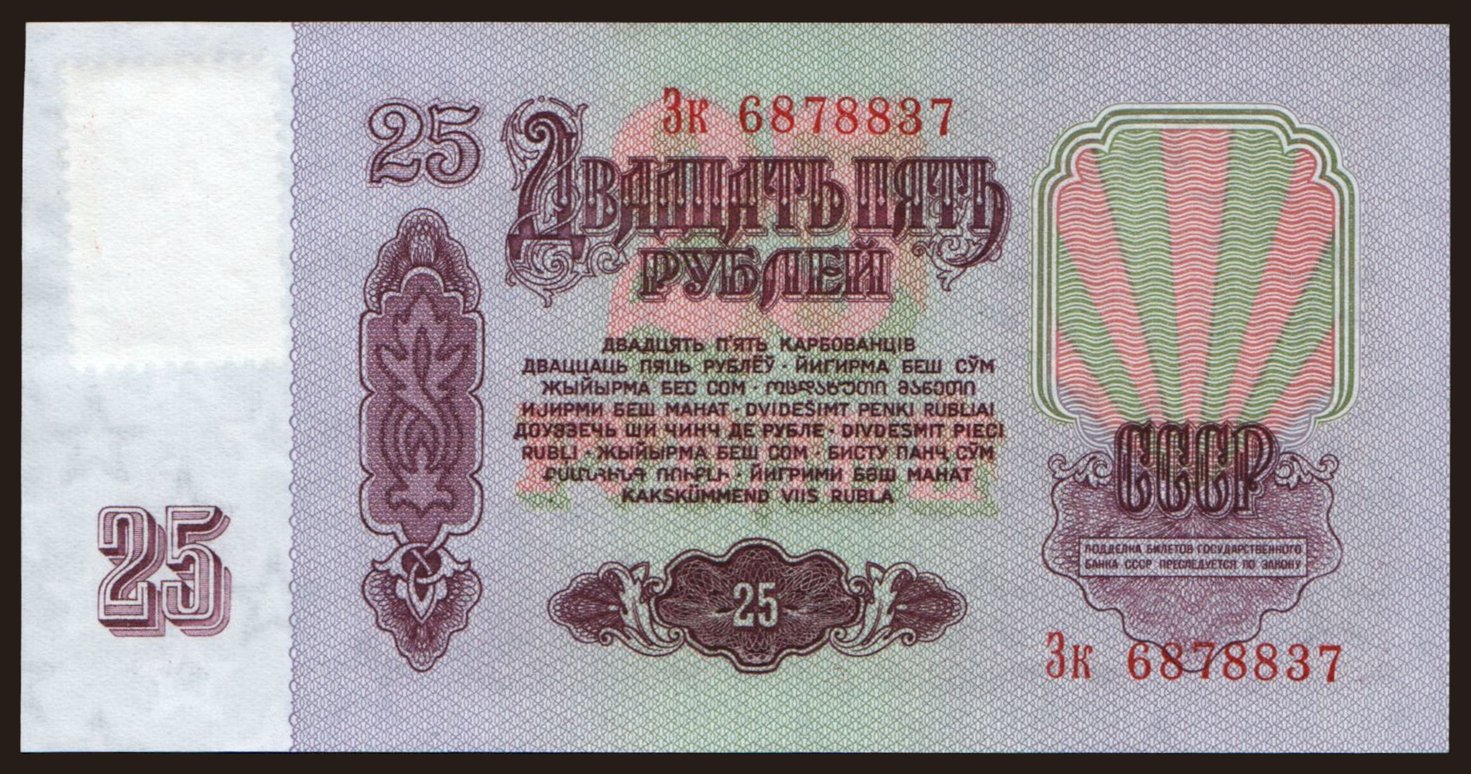 25
Зк 6878837
Двадцать пять
рублей
ДВАДЦЯТЬ П'ЯТЬ КАРБОВАНЦІВ
ДВАЦЦАЦЬ ПЯЦЬ РУБЛЁЎ · ЙИГИРМА БЕШ СЎМ
ЖЫЙЫРМА БЕС СОМ · ოცდახუთი მანეთი
ИЈИРМИ БЕШ МАНАТ · DVIDEŠIMT PENKI RUBLIAI
ДОУЭЗЕЧЬ ШИ ЧИНЧ ДЕ РУБЛЕ · DIVDESMIT PIECI
RUBĻI · ЖЫЙЫРМА БЕШ СОМ · БИСТУ ПАНҶ СЎМ
ՔՍԱՆՀԻՆԳ ՌՈՒԲԼԻ · ЙИГРИМИ БӘШ МАНАТ
KAKSKÜMMEND VIIS RUBLA
25
СССР
ПОДДЕЛКА БИЛЕТОВ ГОСУДАРСТВЕННОГО
БАНКА СССР ПРЕСЛЕДУЕТСЯ ПО ЗАКОНУ
25
Зк 6878837